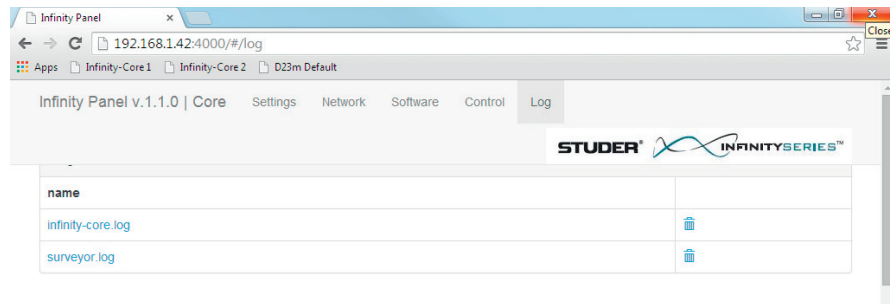 Infinity Panel
Close
192.168.1.42:4000/#/log
Apps Infinity-Core 1 Infinity-Core 2 D23m Default
Infinity Panel v.1.1.0 | Core Settings Network Software Control Log
STUDER® INFINITYSERIES™
name
infinity-core.log
surveyor.log